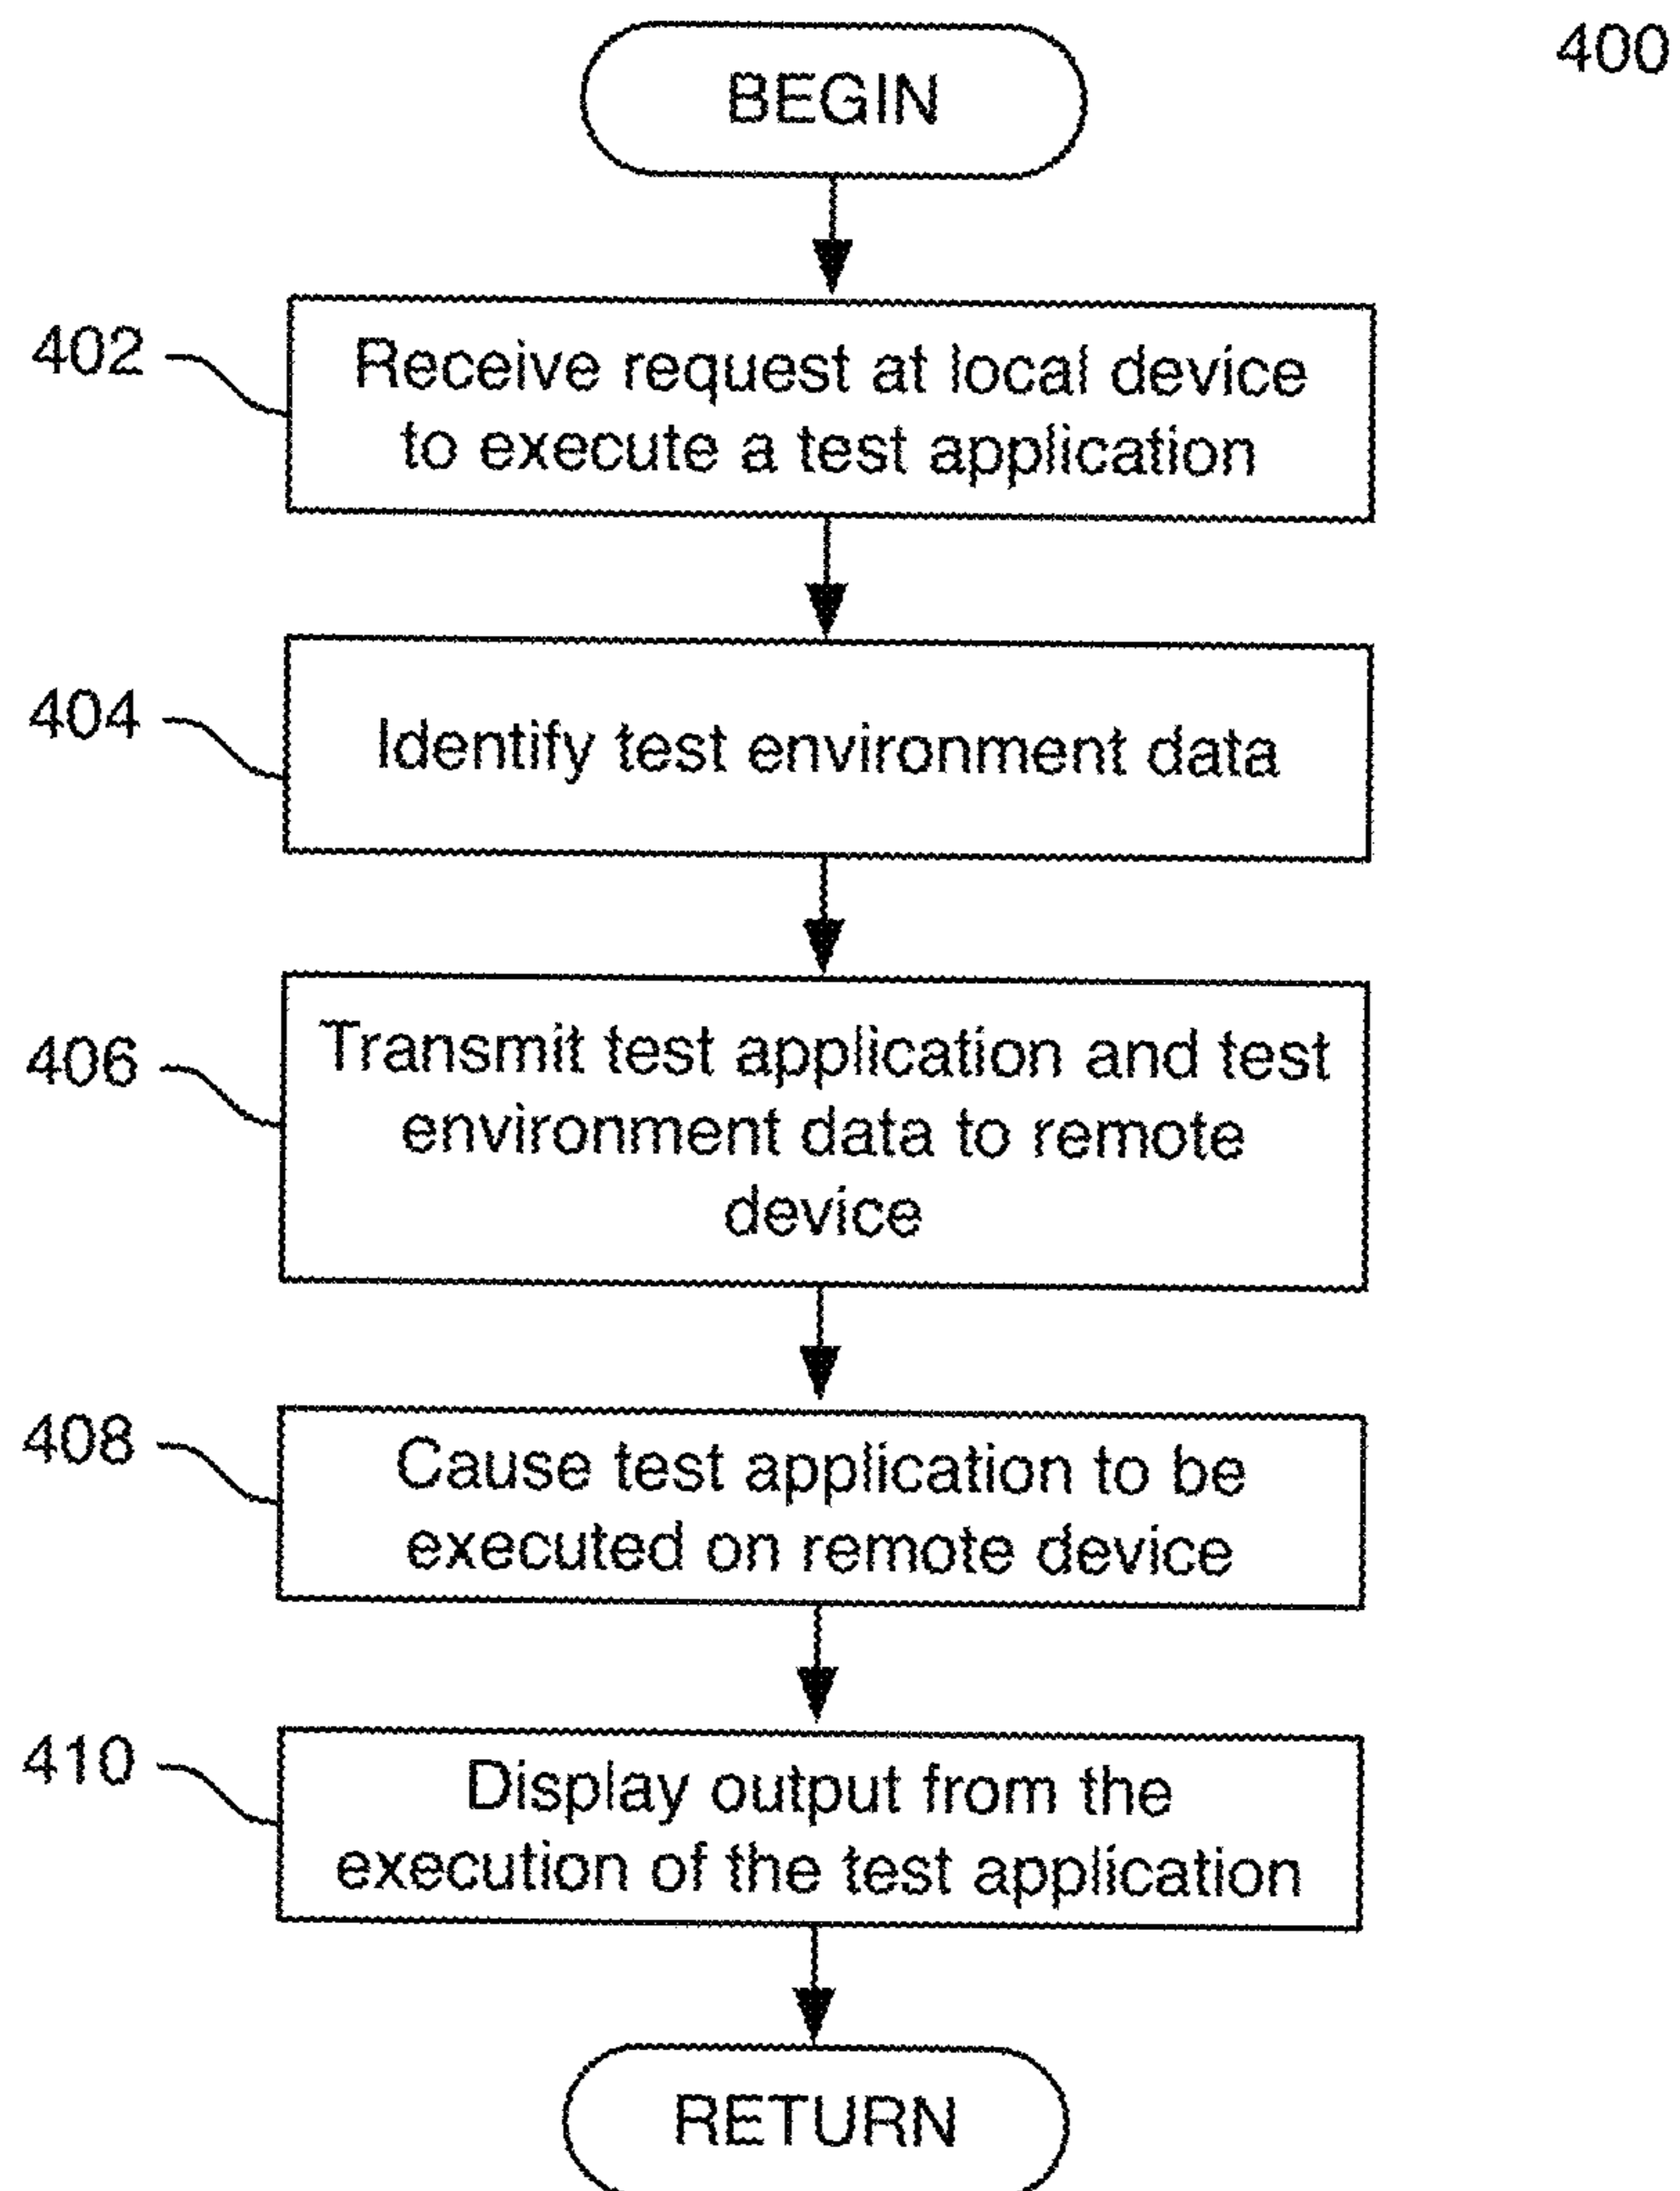 400
BEGIN
402
Receive request at local device
to execute a test application
404
Identify test environment data
406
Transmit test application and test
environment data to remote
device
408
Cause test application to be
executed on remote device
410
Display output from the
execution of the test application
RETURN